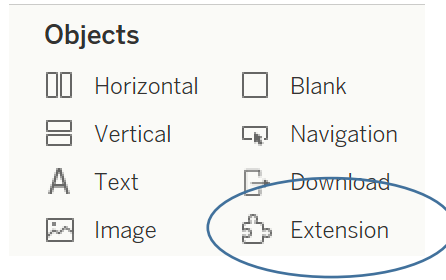 Objects
Horizontal Blank
Vertical Navigation
Text Download
Image Extension